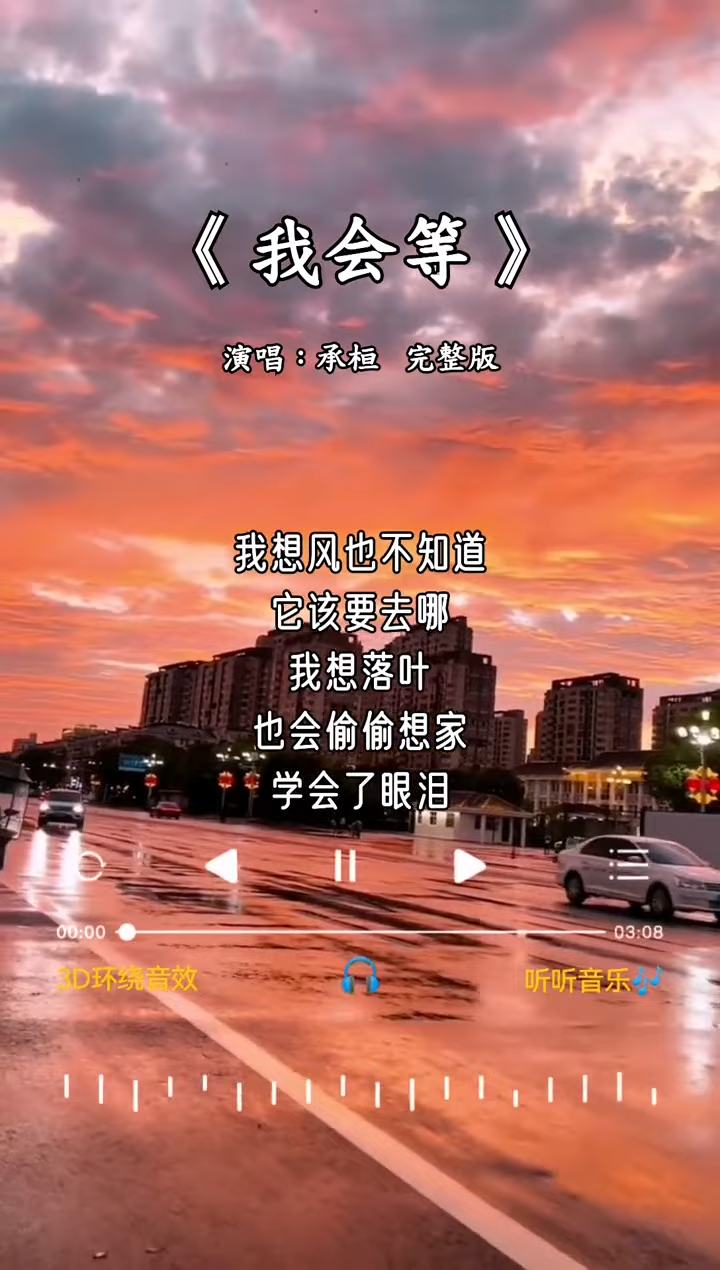 《 我会等 》
演唱：承桓 完整版
我想风也不知道
它该要去哪
我想落叶
也会偷偷想家
学会了眼泪
00:00 03:08
3D环绕音效 听听音乐🎶